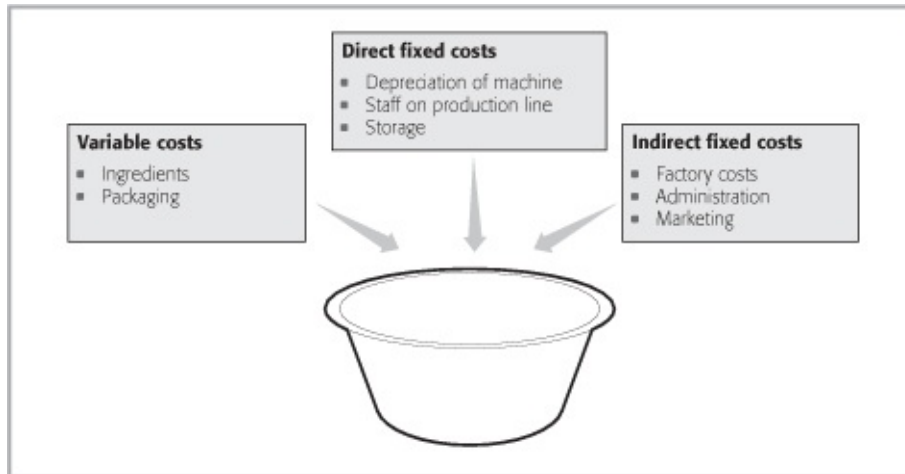 Direct fixed costs
▪ Depreciation of machine
▪ Staff on production line
▪ Storage
Variable costs
▪ Ingredients
▪ Packaging
Indirect fixed costs
▪ Factory costs
▪ Administration
▪ Marketing